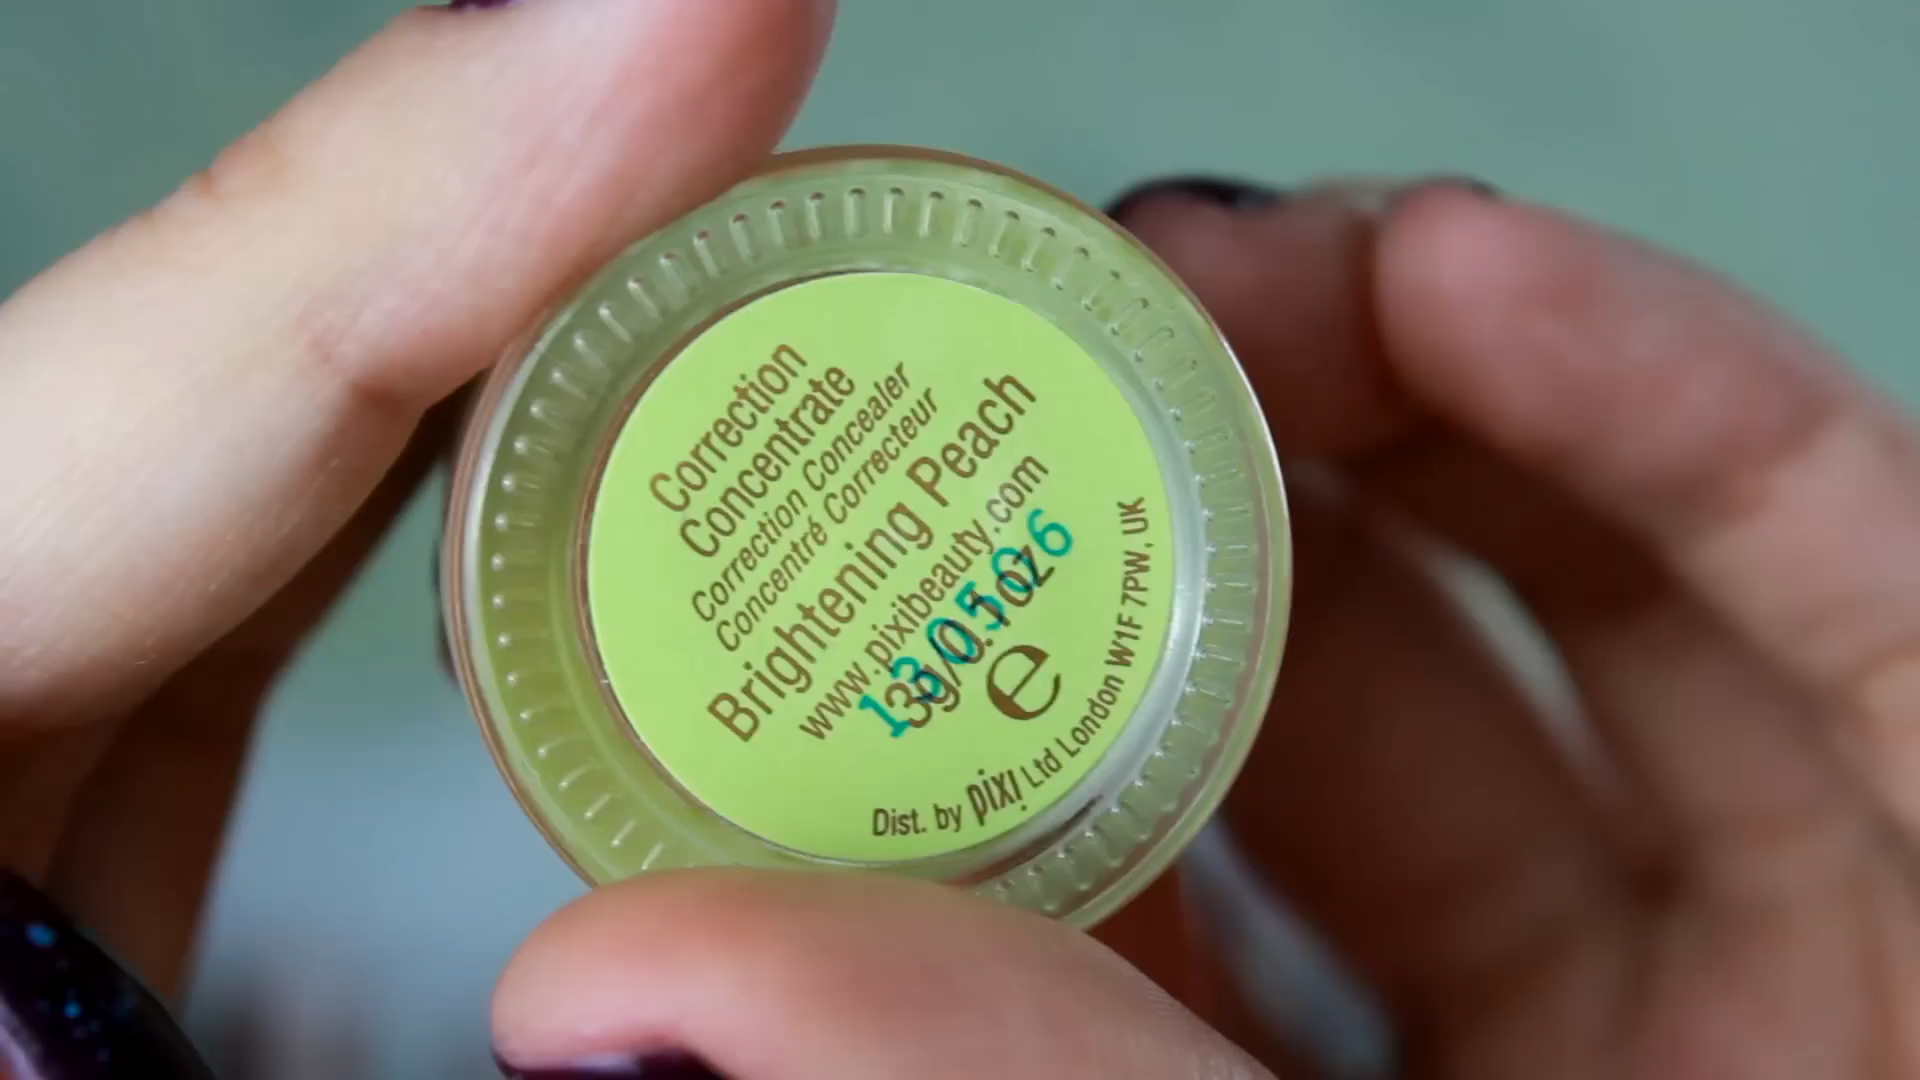 Correction
Concentrate
Correction Concealer
Concentré Correcteur
Brightening Peach
www.pixibeauty.com
3g/0.1oz
130506
e
Dist. by pixi Ltd London W1F 7PW, UK